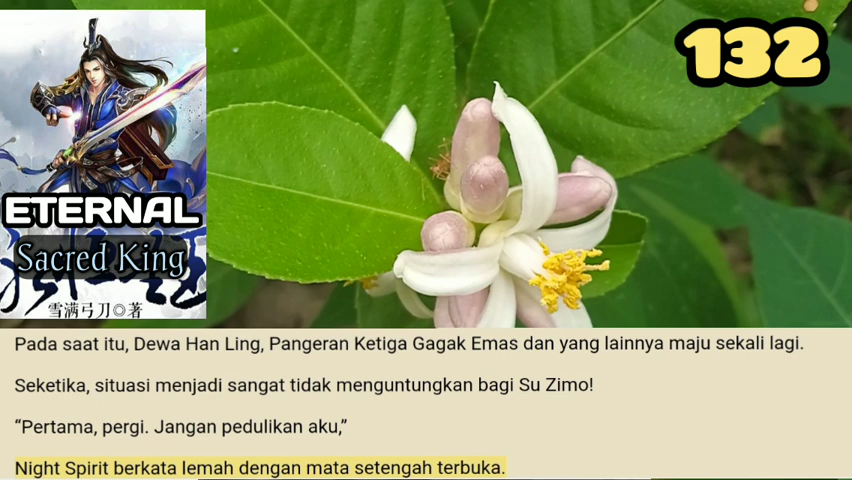 132
ETERNAL
Sacred King
雪满弓刀◎著
Pada saat itu, Dewa Han Ling, Pangeran Ketiga Gagak Emas dan yang lainnya maju sekali lagi.
Seketika, situasi menjadi sangat tidak menguntungkan bagi Su Zimo!
“Pertama, pergi. Jangan pedulikan aku,”
Night Spirit berkata lemah dengan mata setengah terbuka.